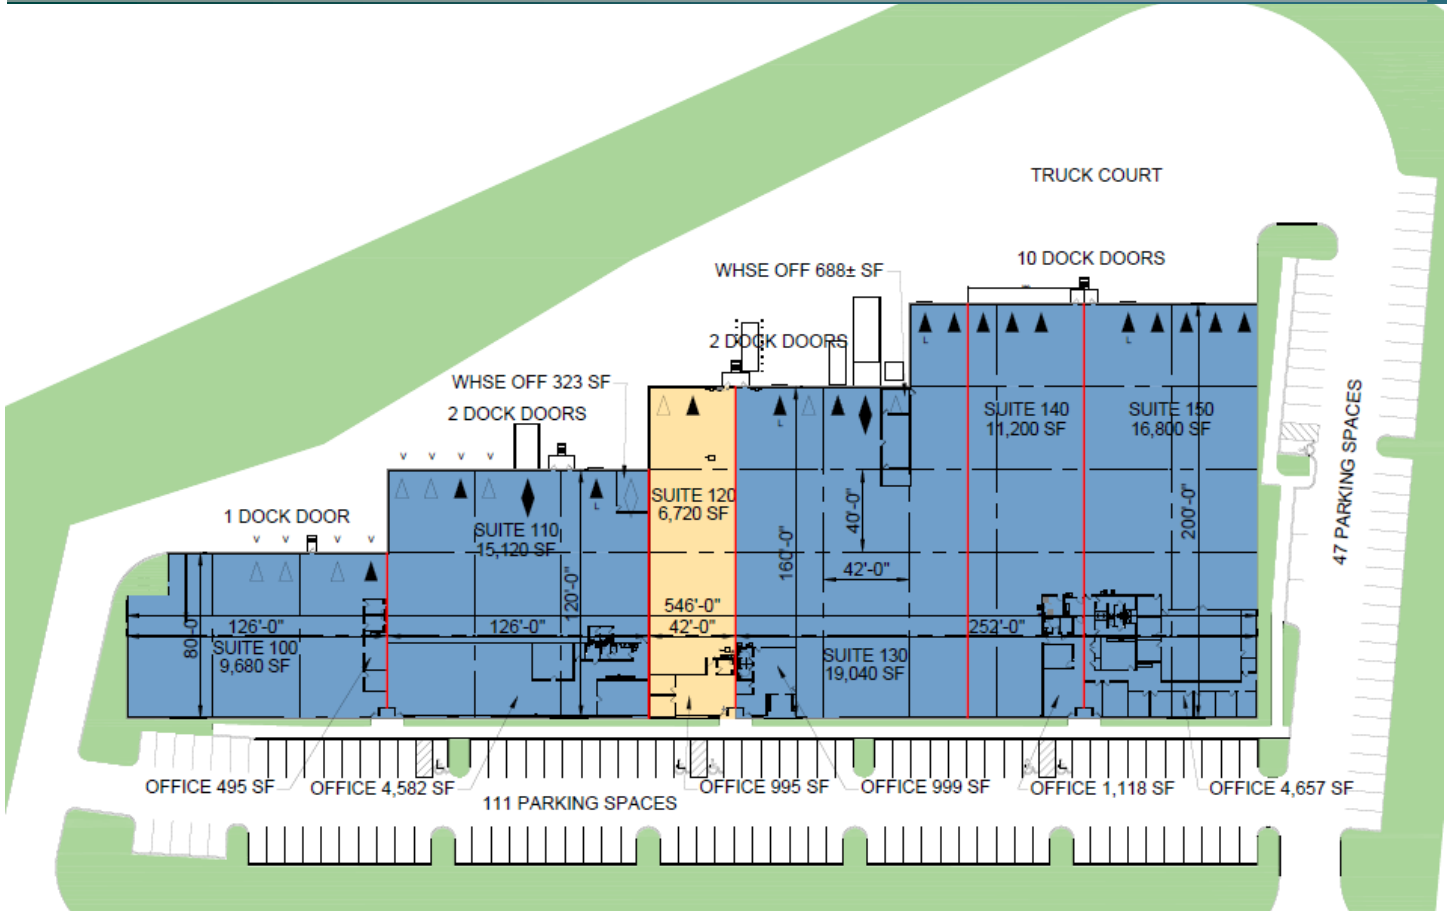 TRUCK COURT
10 DOCK DOORS
WHSE OFF 688± SF
2 DOCK DOORS
WHSE OFF 323 SF
2 DOCK DOORS
1 DOCK DOOR
SUITE 140
11,200 SF
SUITE 150
16,800 SF
47 PARKING SPACES
SUITE 120
6,720 SF
SUITE 110
15,120 SF
40'-0"
200'-0"
160'-0"
42'-0"
120'-0"
546'-0"
80'-0"
126'-0"
126'-0"
42'-0"
252'-0"
SUITE 100
9,680 SF
SUITE 130
19,040 SF
L
L
L
L
OFFICE 495 SF
OFFICE 4,582 SF
OFFICE 995 SF
OFFICE 999 SF
OFFICE 1,118 SF
OFFICE 4,657 SF
111 PARKING SPACES